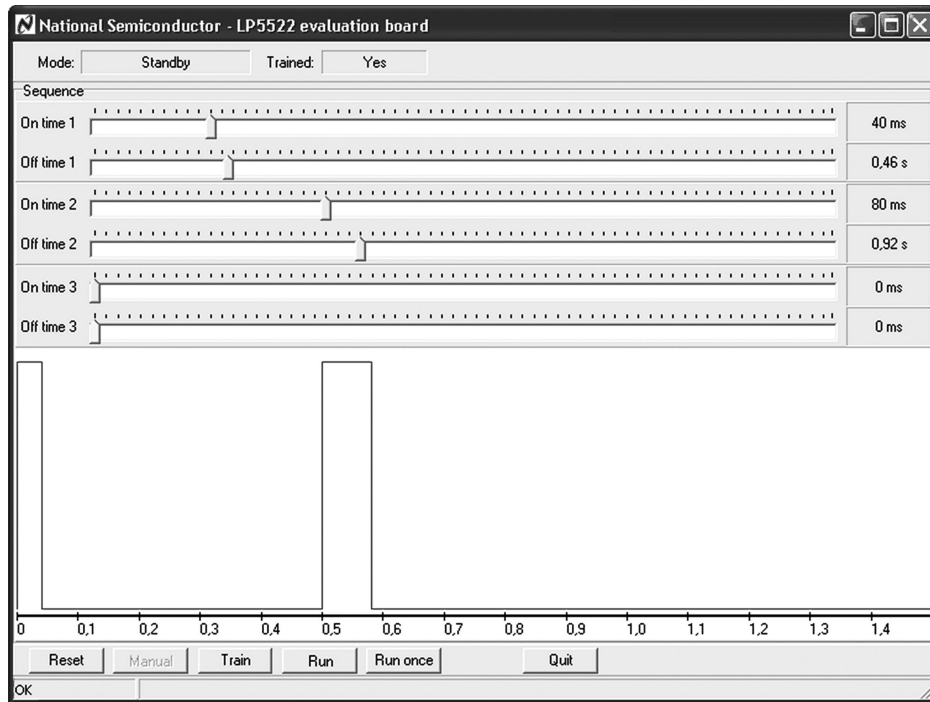 National Semiconductor - LP5522 evaluation board
Mode: Standby Trained: Yes
Sequence
On time 1 40 ms
Off time 1 0,46 s
On time 2 80 ms
Off time 2 0,92 s
On time 3 0 ms
Off time 3 0 ms
0 0,1 0,2 0,3 0,4 0,5 0,6 0,7 0,8 0,9 1,0 1,1 1,2 1,3 1,4
Reset Manual Train Run Run once Quit
OK